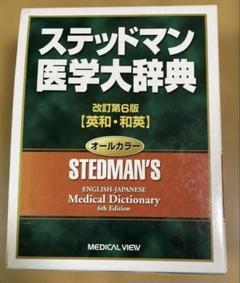 ステッドマン
医学大辞典
改訂第6版
【英和・和英】
オールカラー
STEDMAN'S
ENGLISH-JAPANESE
Medical Dictionary
6th Edition
MEDICAL VIEW